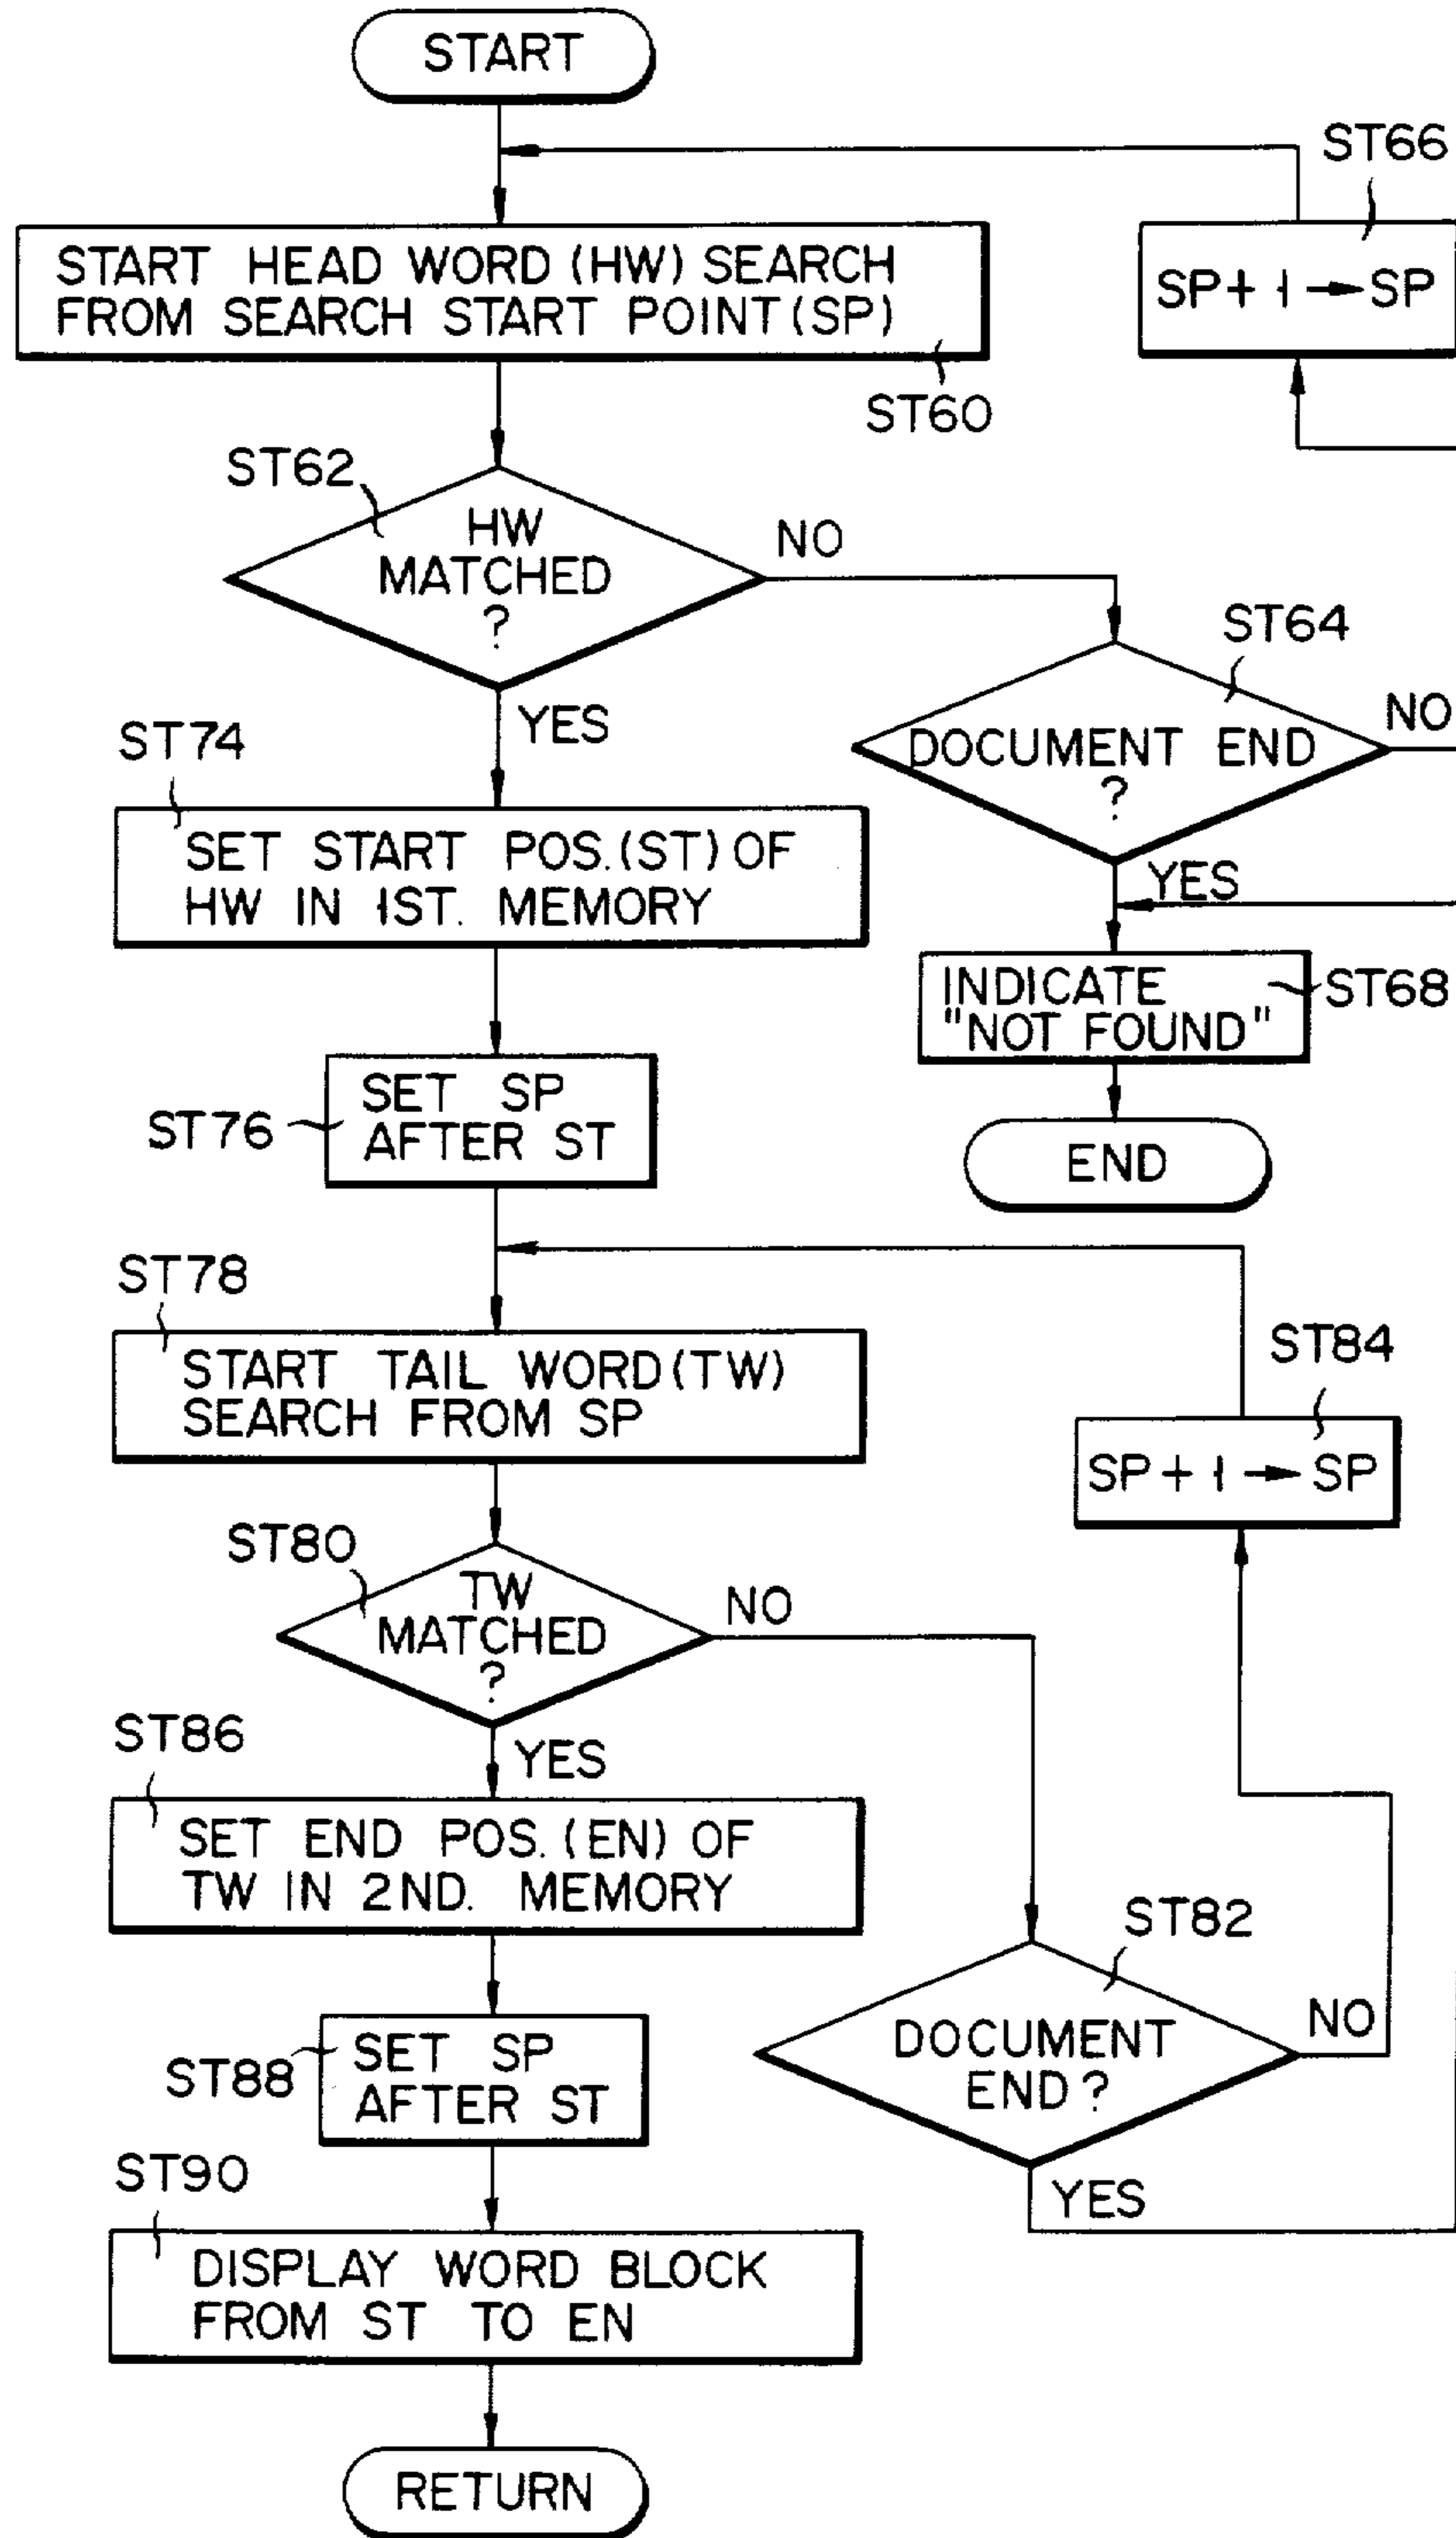 START
ST66
START HEAD WORD (HW) SEARCH
FROM SEARCH START POINT (SP)
SP + 1 → SP
ST60
ST62
HW
MATCHED
?
NO
ST64
YES
NO
ST74
DOCUMENT END
?
SET START POS. (ST) OF
HW IN 1ST. MEMORY
YES
INDICATE
"NOT FOUND"
ST68
SET SP
AFTER ST
ST76
END
ST78
START TAIL WORD (TW)
SEARCH FROM SP
ST84
SP + 1 → SP
ST80
TW
MATCHED
?
NO
ST86
YES
SET END POS. (EN) OF
TW IN 2ND. MEMORY
ST82
SET SP
AFTER ST
ST88
DOCUMENT
END ?
NO
ST90
YES
DISPLAY WORD BLOCK
FROM ST TO EN
RETURN